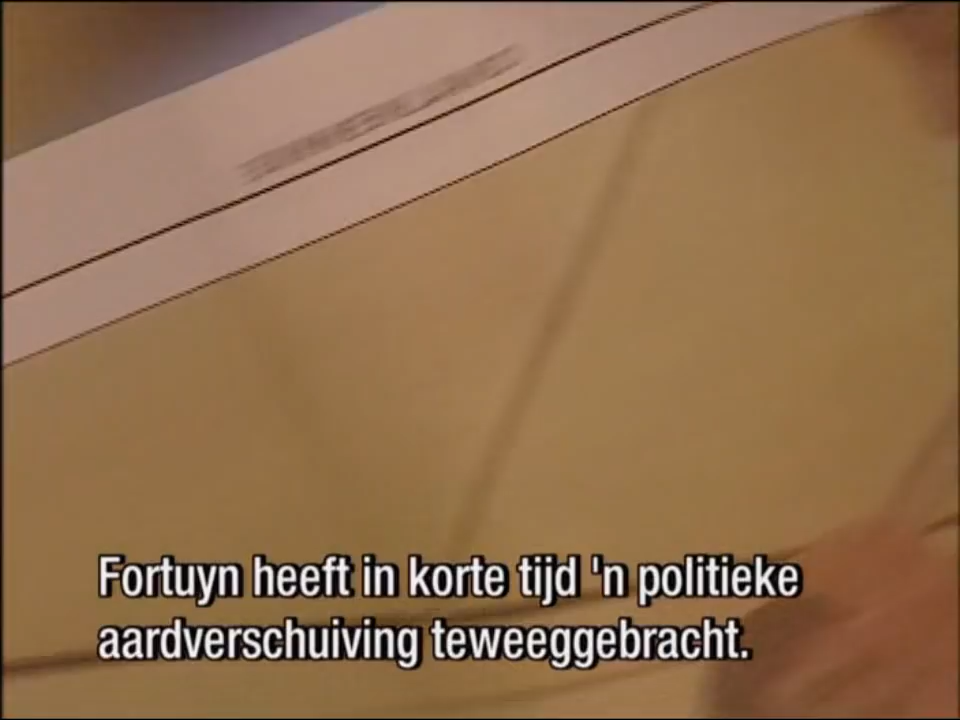 Fortuyn heeft in korte tijd 'n politieke
aardverschuiving teweeggebracht.